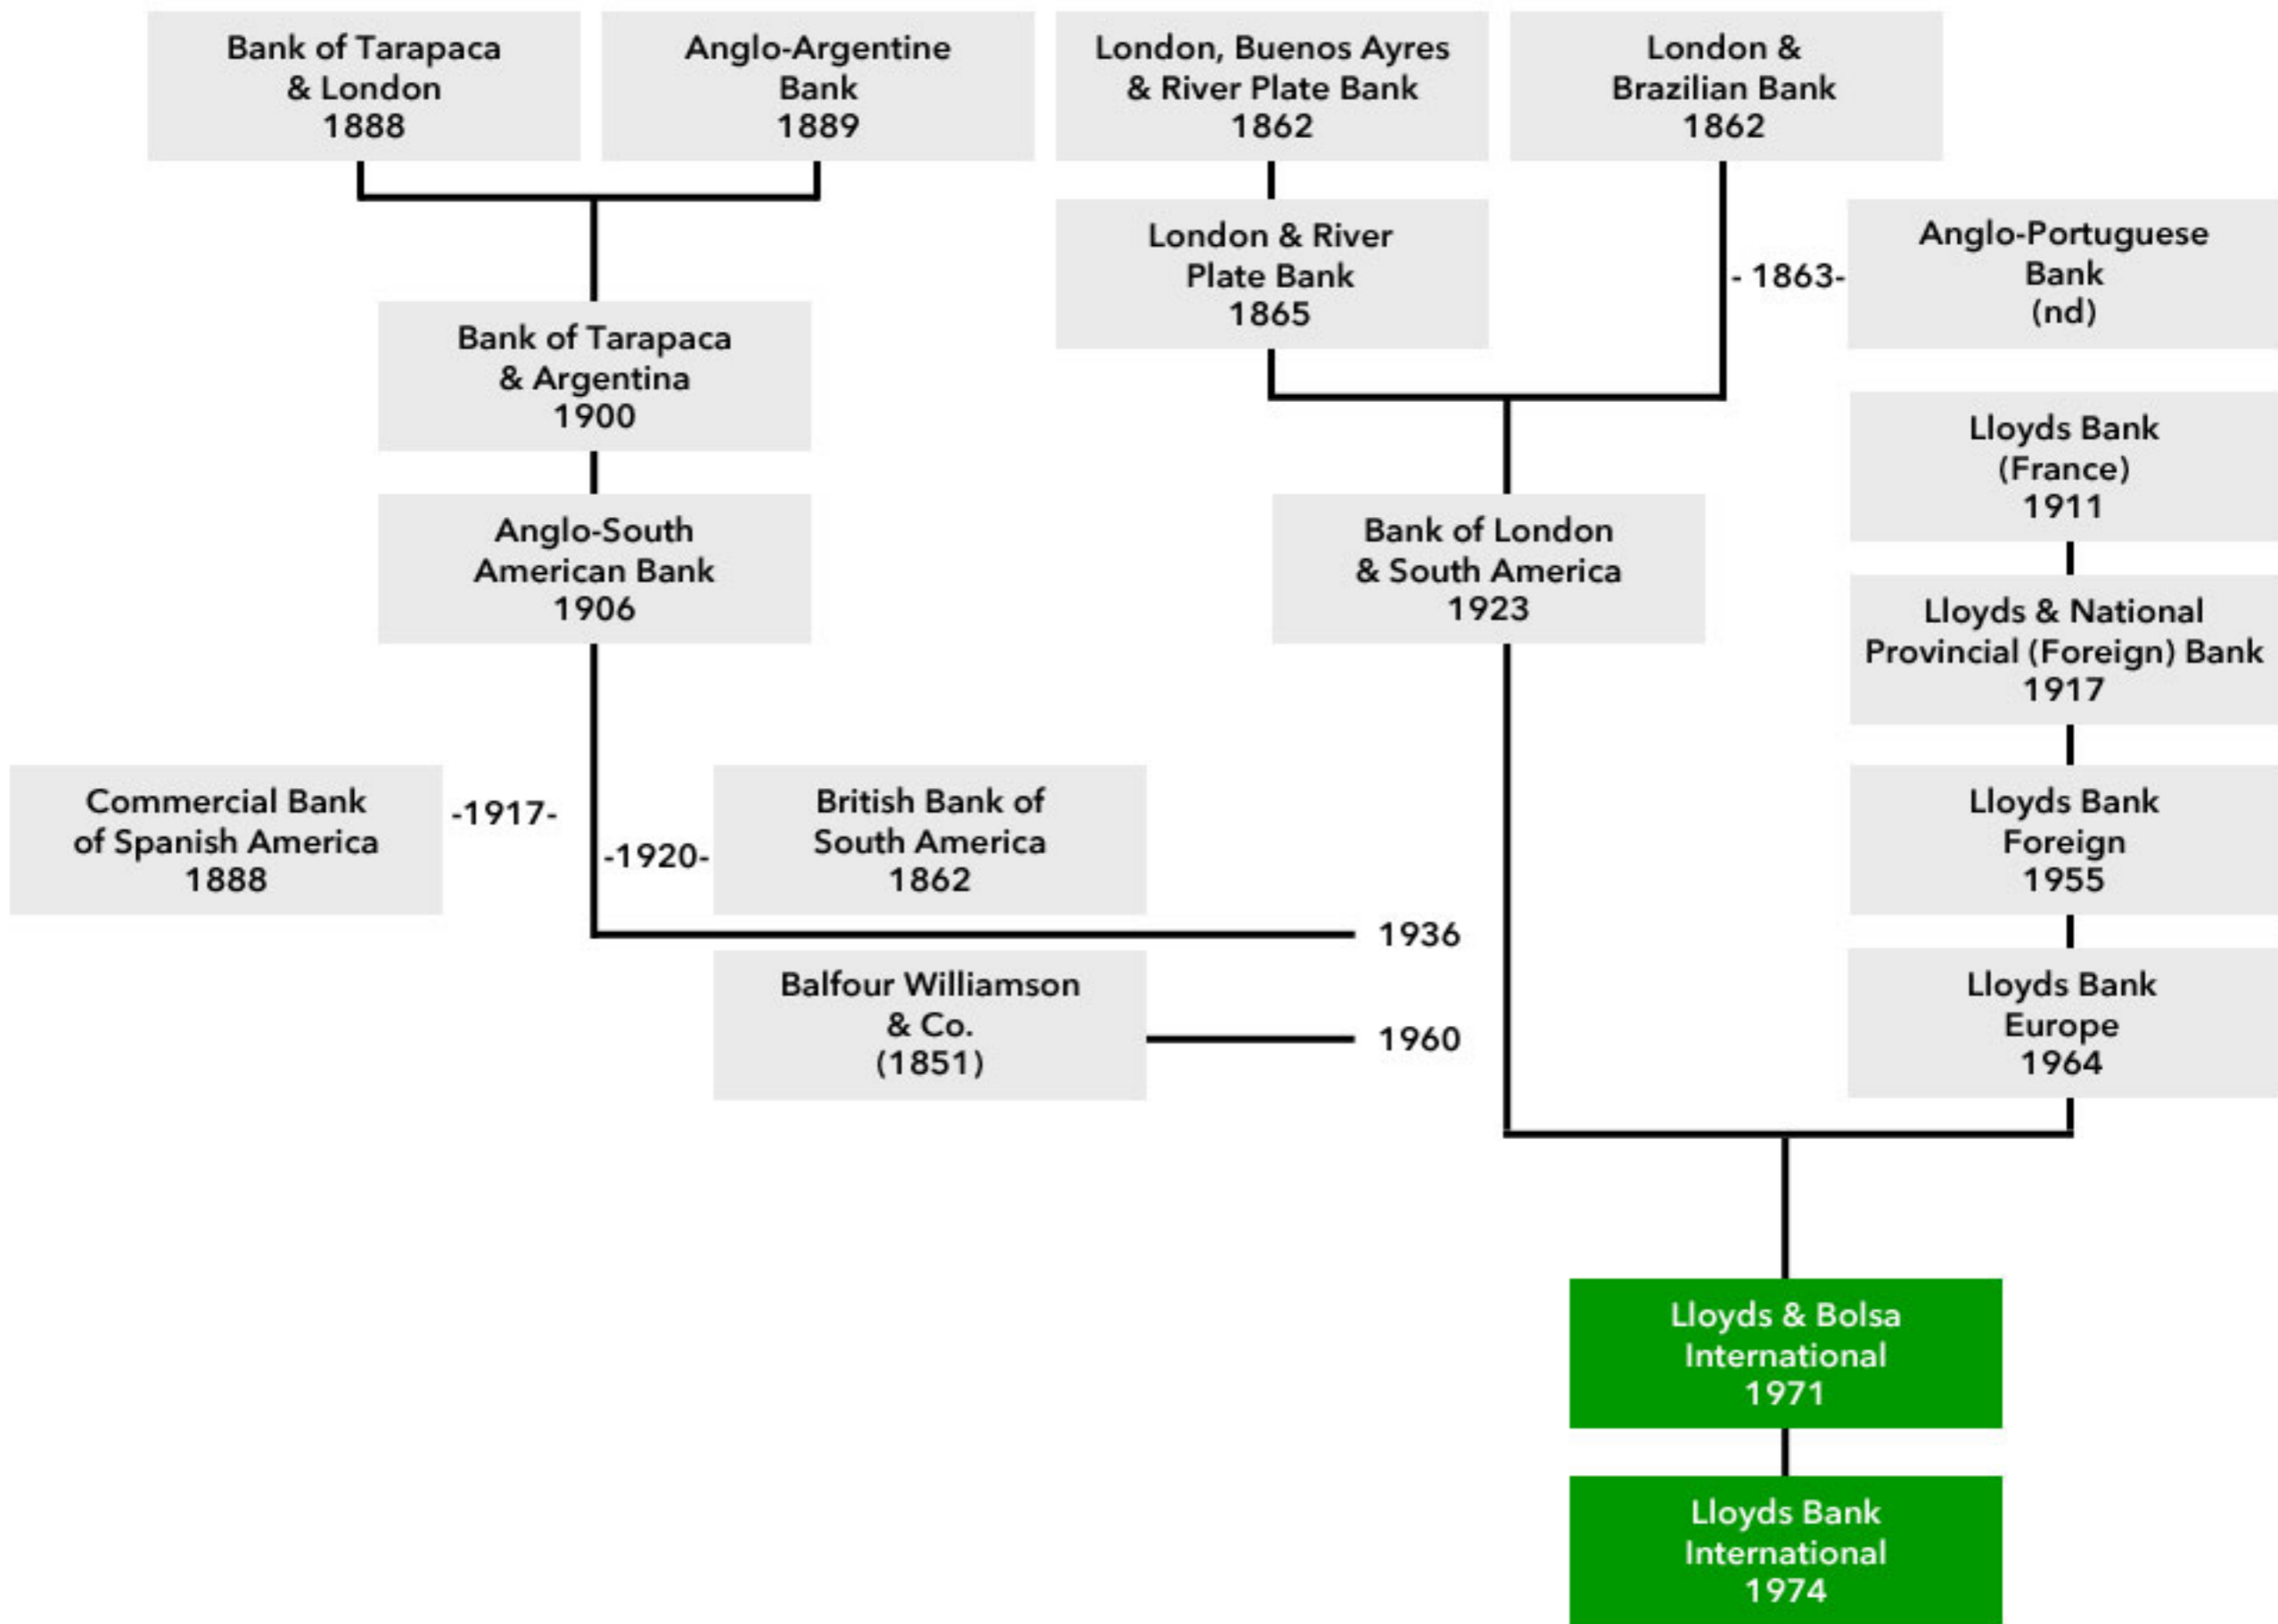 Bank of Tarapaca
& London
1888
Anglo-Argentine
Bank
1889
London, Buenos Ayres
& River Plate Bank
1862
London &
Brazilian Bank
1862
London & River
Plate Bank
1865
- 1863-
Anglo-Portuguese
Bank
(nd)
Bank of Tarapaca
& Argentina
1900
Lloyds Bank
(France)
1911
Anglo-South
American Bank
1906
Bank of London
& South America
1923
Lloyds & National
Provincial (Foreign) Bank
1917
Commercial Bank
of Spanish America
1888
-1917-
-1920-
British Bank of
South America
1862
Lloyds Bank
Foreign
1955
1936
Balfour Williamson
& Co.
(1851)
1960
Lloyds Bank
Europe
1964
Lloyds & Bolsa
International
1971
Lloyds Bank
International
1974